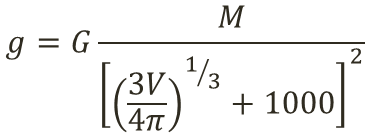 g = G M / [(3V / 4π)^1/3 + 1000]^2